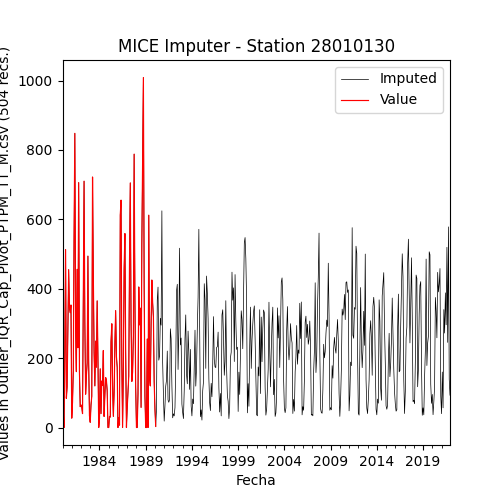 MICE Imputer - Station 28010130
Imputed
Value
Values in Outlier_IQR_Cap_Pivot_PTPM_TT_M.csv (504 recs.)
1000
800
600
400
200
0
1984 1989 1994 1999 2004 2009 2014 2019
Fecha